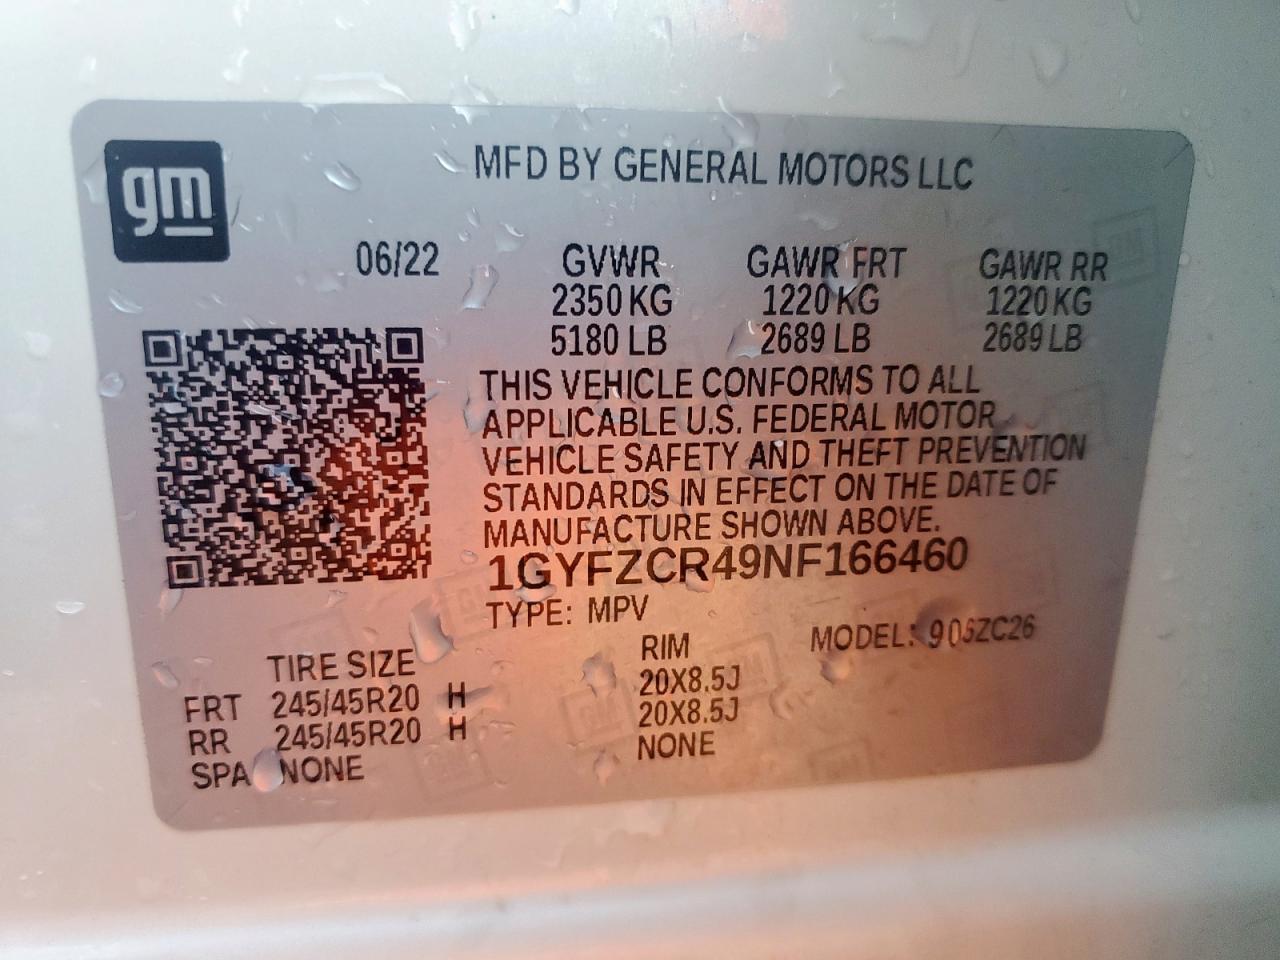 gm
MFD BY GENERAL MOTORS LLC
06/22 GVWR GAWR FRT GAWR RR
2350 KG 1220 KG 1220 KG
5180 LB 2689 LB 2689 LB
THIS VEHICLE CONFORMS TO ALL
APPLICABLE U.S. FEDERAL MOTOR
VEHICLE SAFETY AND THEFT PREVENTION
STANDARDS IN EFFECT ON THE DATE OF
MANUFACTURE SHOWN ABOVE.
1GYFZCR49NF166460
TYPE: MPV
MODEL:
TIRE SIZE RIM
FRT 245/45R20 H 20X8.5J
RR 245/45R20 H 20X8.5J
SPA NONE NONE